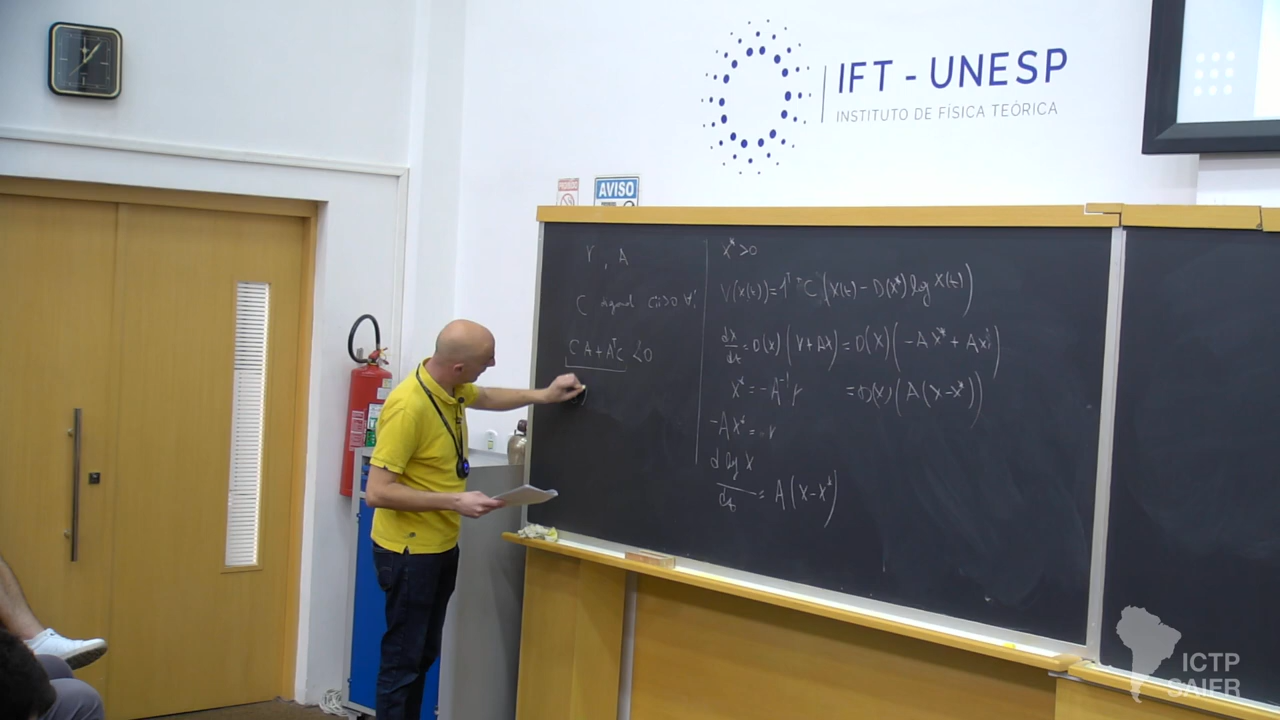 IFT - UNESP
INSTITUTO DE FÍSICA TEÓRICA
AVISO
r, A
C diagonal
CA+AᵀC <0
x*>0
V(x(t))=1ᵀC(x(t)-D(x*)log x(t))
dx/dt=D(x)(r+Ax)=D(x)(-Ax*+Ax)
x*=-A⁻¹r =D(x)(A(x-x*))
-Ax*=r
d log x/dt=A(x-x*)
ICTP
SAIFR